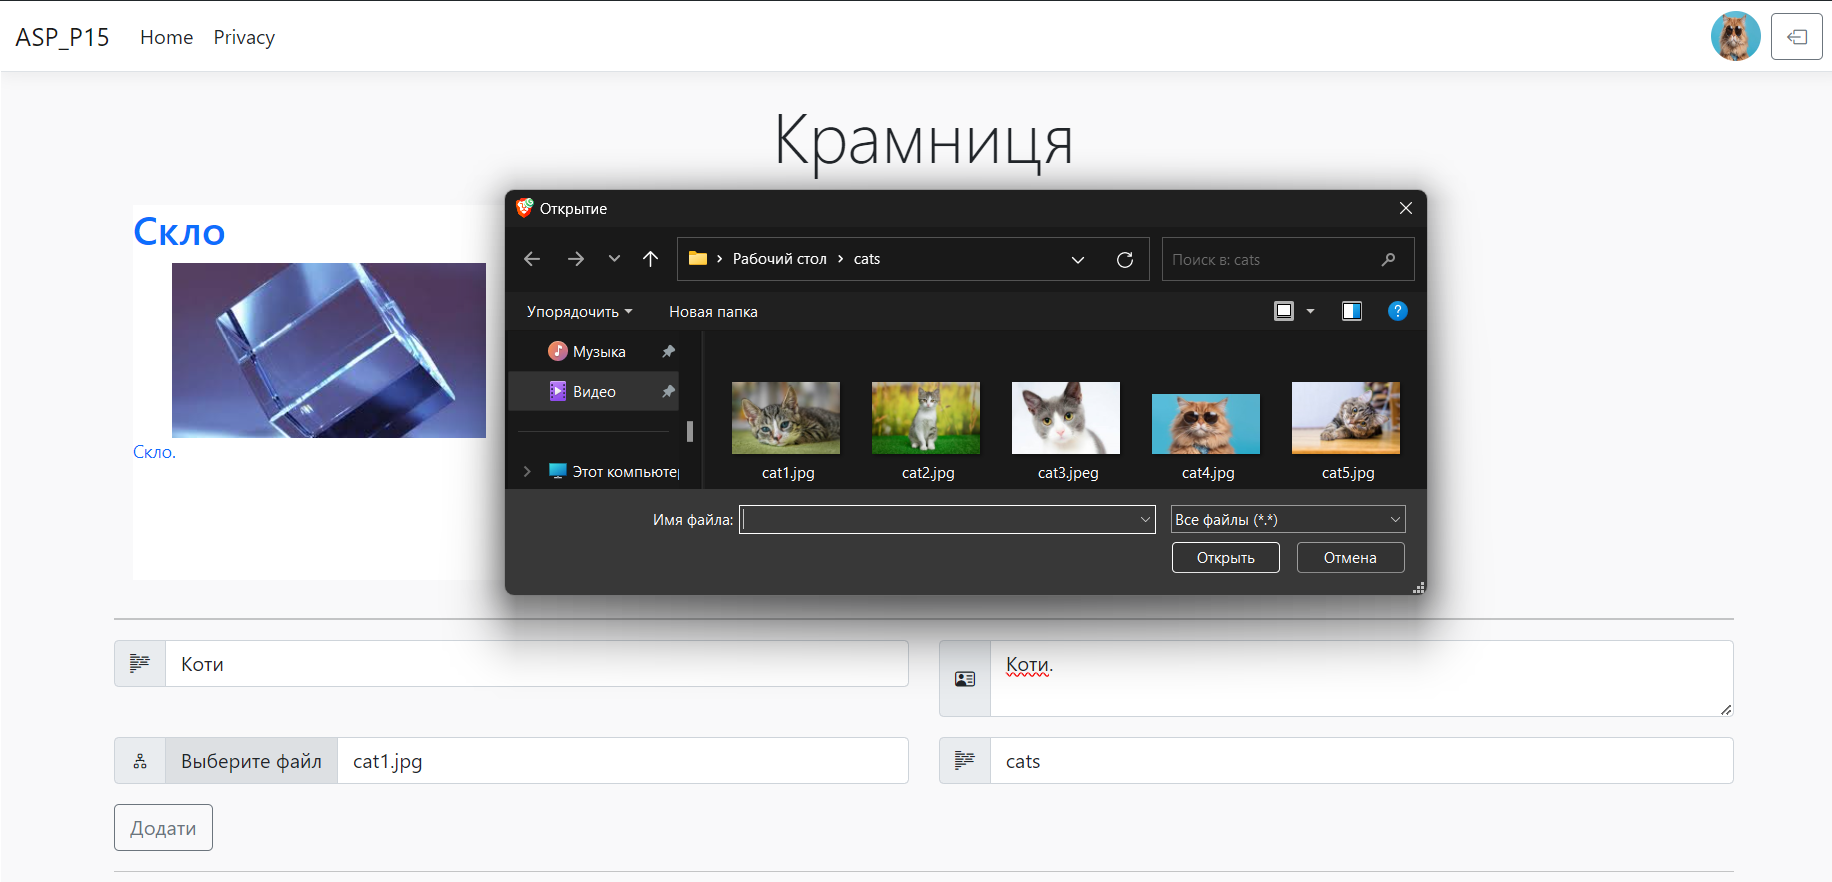 ASP_P15 Home Privacy
Крамниця
Скло
Скло.
Открытие
Рабочий стол cats
Поиск в: cats
Упорядочить Новая папка
?
Музыка
Видео
Этот компьютер
cat1.jpg cat2.jpg cat3.jpeg cat4.jpg cat5.jpg
Имя файла: Все файлы (*.*)
Открыть Отмена
Коти
Коти.
Выберите файл cat1.jpg
cats
Додати